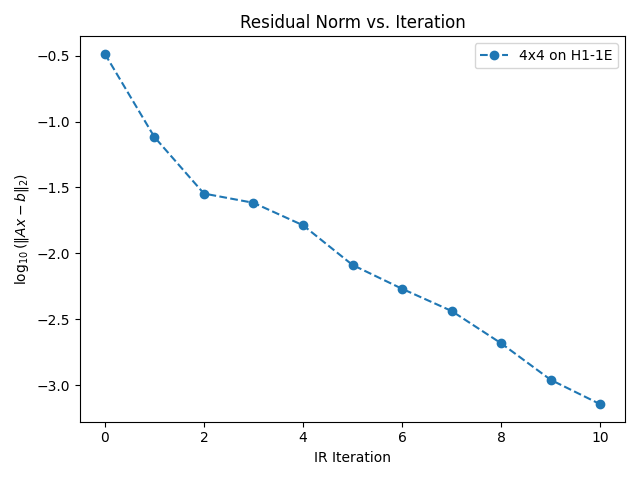 Residual Norm vs. Iteration
4x4 on H1-1E
−0.5
−1.0
−1.5
−2.0
−2.5
−3.0
log₁₀(‖Ax − b‖₂)
0 2 4 6 8 10
IR Iteration